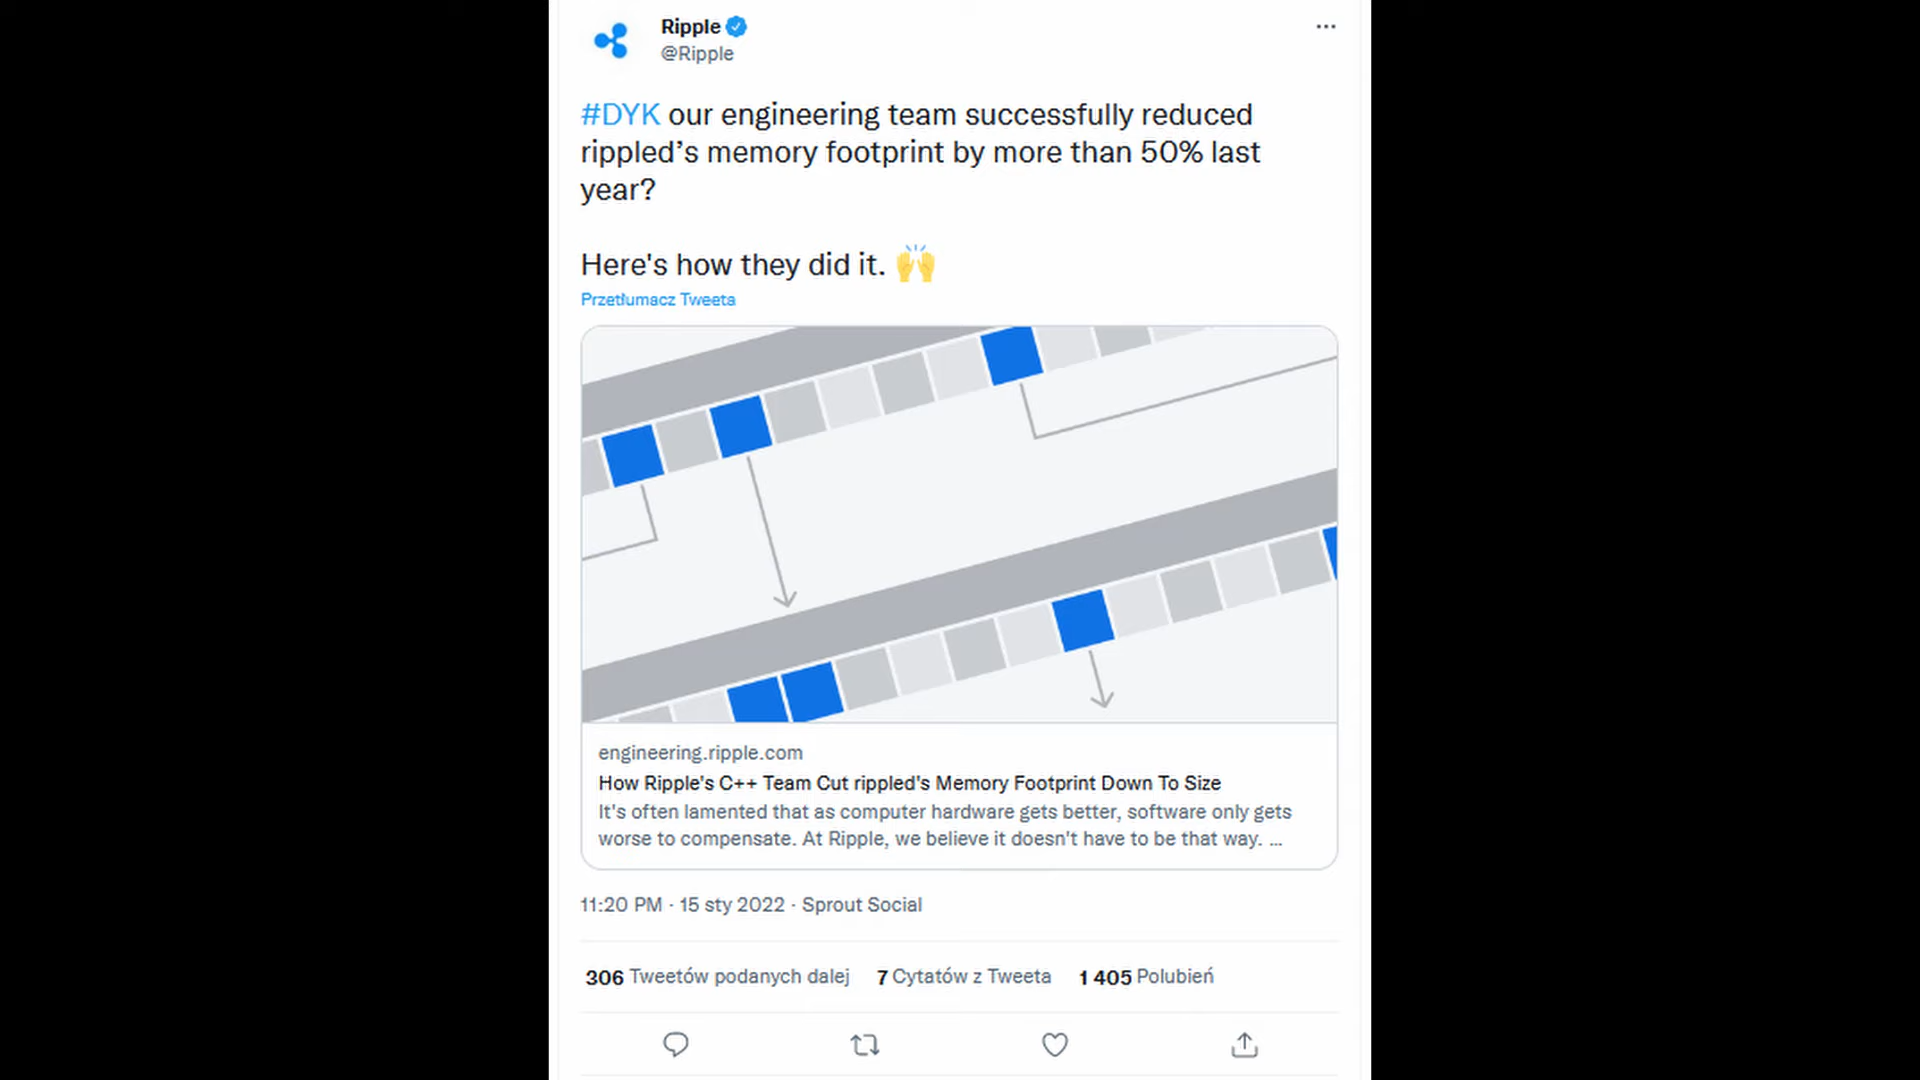 Ripple
@Ripple
#DYK our engineering team successfully reduced
rippled’s memory footprint by more than 50% last
year?
Here's how they did it. 🙌
Przetłumacz Tweeta
engineering.ripple.com
How Ripple's C++ Team Cut rippled's Memory Footprint Down To Size
It's often lamented that as computer hardware gets better, software only gets
worse to compensate. At Ripple, we believe it doesn't have to be that way. ...
11:20 PM · 15 sty 2022 · Sprout Social
306 Tweetów podanych dalej 7 Cytatów z Tweeta 1 405 Polubień